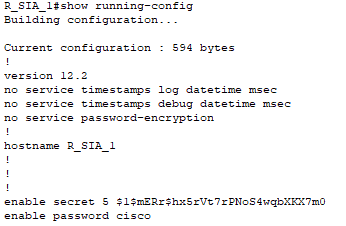 R_SIA_1#show running-config
Building configuration...
Current configuration : 594 bytes
!
version 12.2
no service timestamps log datetime msec
no service timestamps debug datetime msec
no service password-encryption
!
hostname R_SIA_1
!
!
!
enable secret 5 $1$mERr$hx5rVt7rPNoS4wqbXKX7m0
enable password cisco